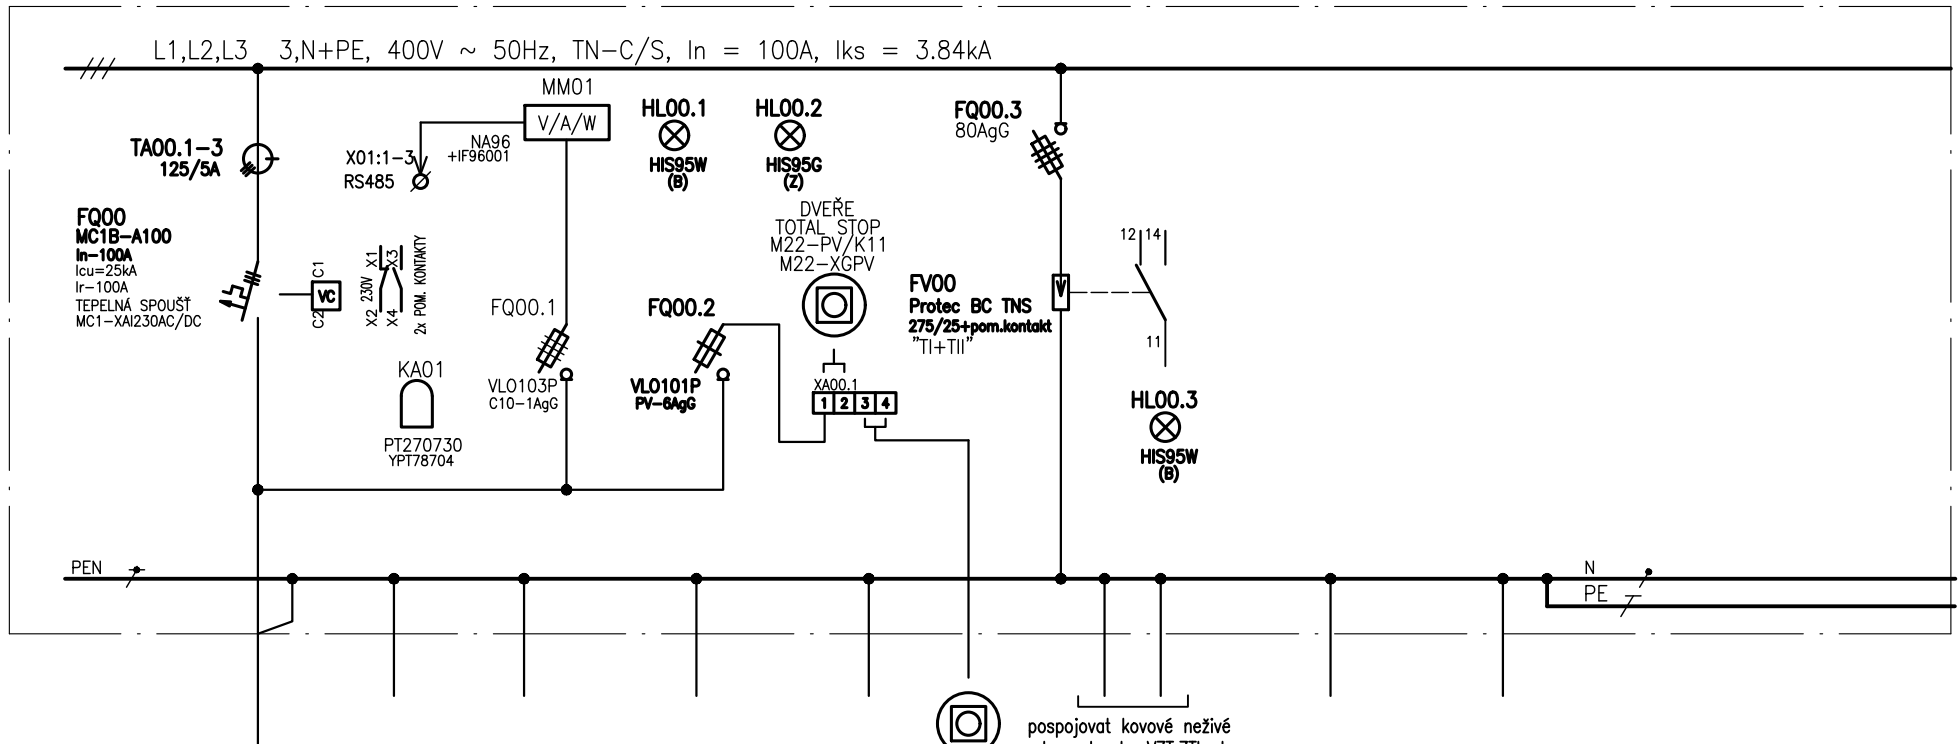 L1,L2,L3 3,N+PE, 400V ~ 50Hz, TN-C/S, In = 100A, Iks = 3.84kA
TA00.1-3
125/5A
FQ00
MC1B-A100
In-100A
Icu=25kA
Ir-100A
TEPELNÁ SPOUŠŤ
MC1-XAI230AC/DC
VC
C1
C2
X01:1-3
RS485
MM01
V/A/W
NA96
+IF96001
X1
X3
230V
X2
X4
2x POM. KONTAKTY
KA01
PT270730
YPT78704
FQ00.1
VLO103P
C10-1AgG
HL00.1
HIS95W
(B)
HL00.2
HIS95G
(Z)
FQ00.2
VLO101P
PV-6AgG
DVEŘE
TOTAL STOP
M22-PV/K11
M22-XGPV
XA00.1
1 2 3 4
FQ00.3
80AgG
FV00
Protec BC TNS
275/25+pom.kontakt
"TI+TII"
12 14
11
HL00.3
HIS95W
(B)
PEN
N
PE
pospojovat kovové neživé